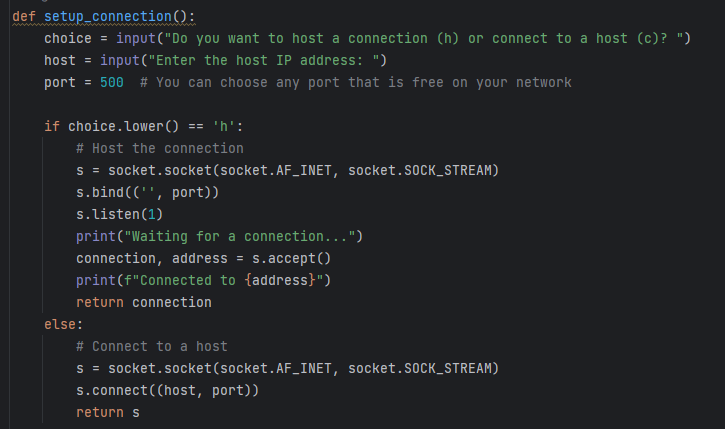 def setup_connection():
    choice = input("Do you want to host a connection (h) or connect to a host (c)? ")
    host = input("Enter the host IP address: ")
    port = 500  # You can choose any port that is free on your network

    if choice.lower() == 'h':
        # Host the connection
        s = socket.socket(socket.AF_INET, socket.SOCK_STREAM)
        s.bind(('', port))
        s.listen(1)
        print("Waiting for a connection...")
        connection, address = s.accept()
        print(f"Connected to {address}")
        return connection
    else:
        # Connect to a host
        s = socket.socket(socket.AF_INET, socket.SOCK_STREAM)
        s.connect((host, port))
        return s